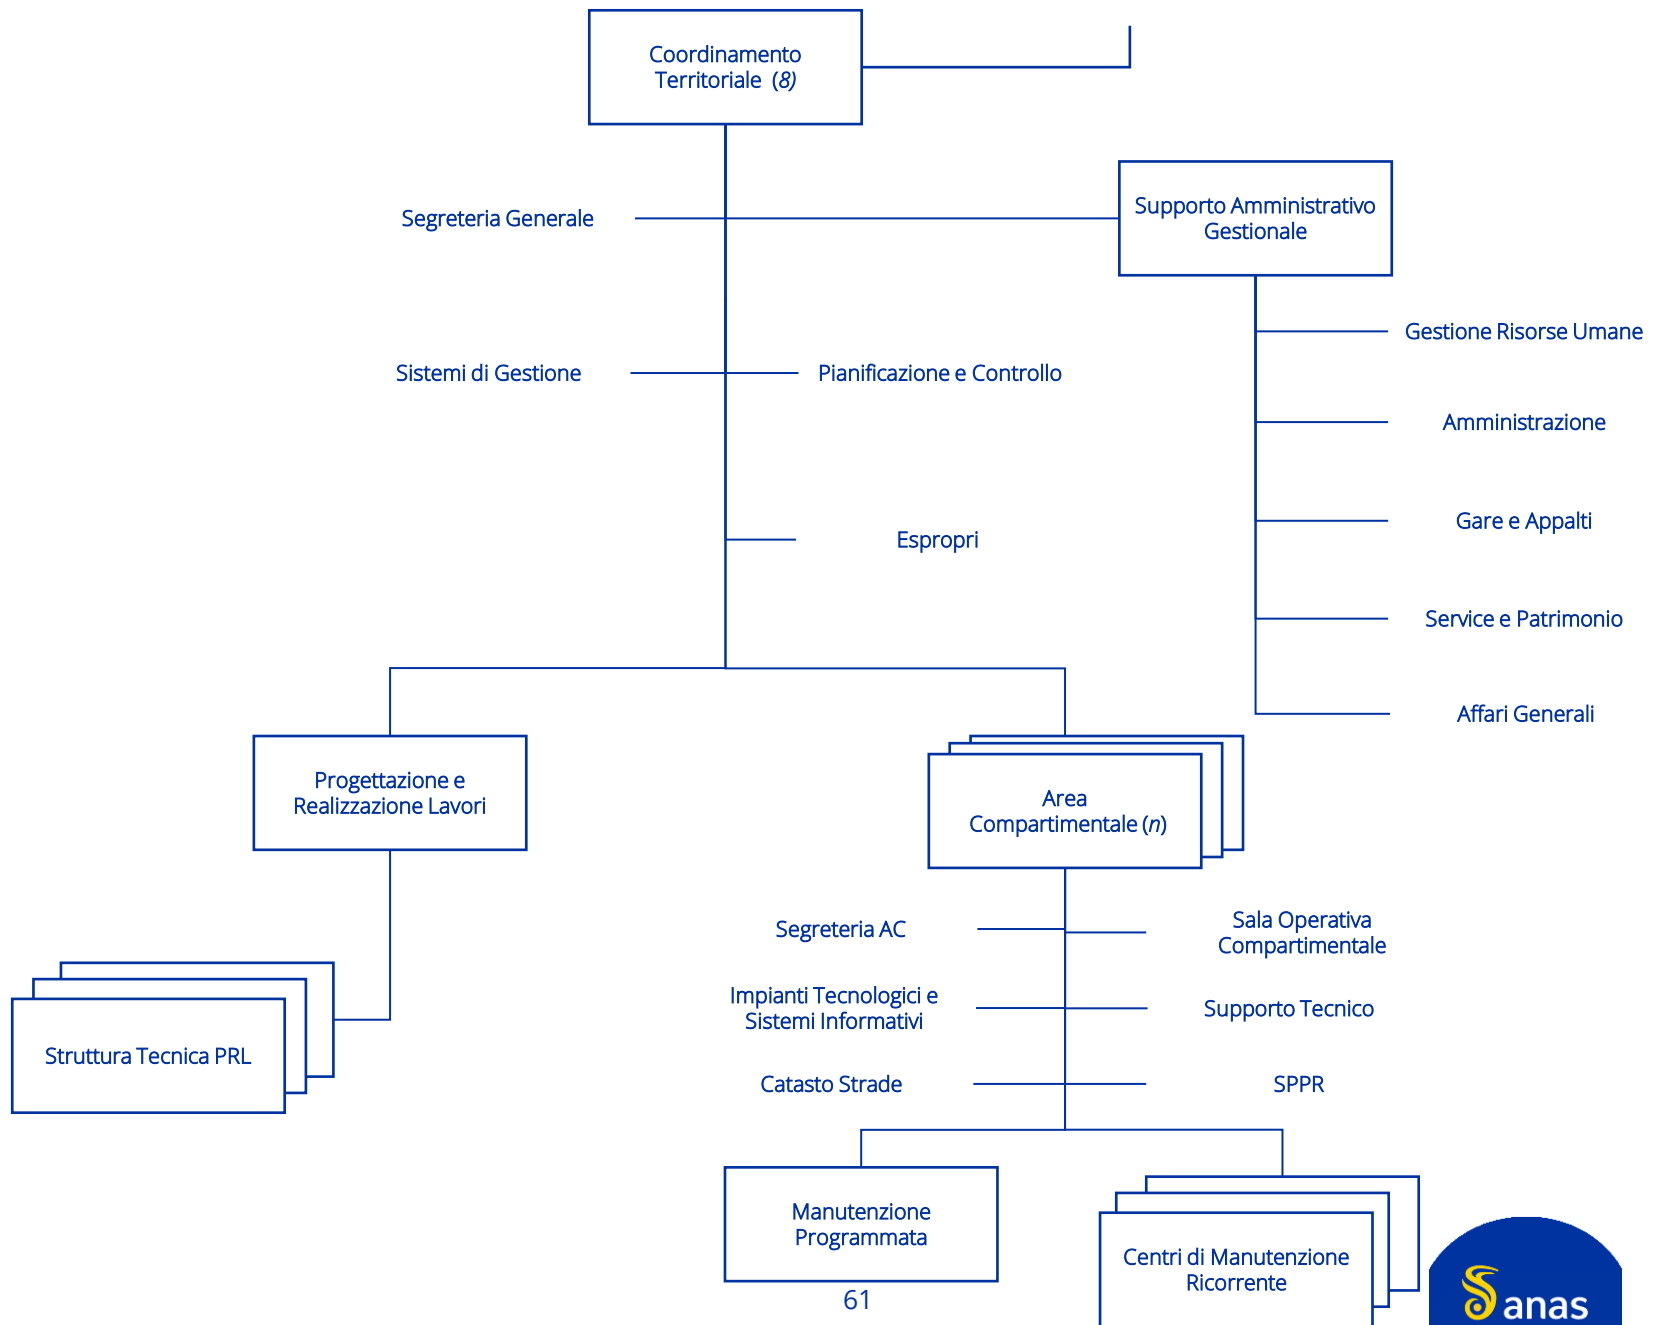 Coordinamento
Territoriale (8)
Supporto Amministrativo
Gestionale
Segreteria Generale
Gestione Risorse Umane
Sistemi di Gestione
Pianificazione e Controllo
Amministrazione
Gare e Appalti
Espropri
Service e Patrimonio
Affari Generali
Progettazione e
Realizzazione Lavori
Area
Compartimentale (n)
Segreteria AC
Sala Operativa
Compartimentale
Impianti Tecnologici e
Sistemi Informativi
Supporto Tecnico
Struttura Tecnica PRL
Catasto Strade
SPPR
Manutenzione
Programmata
Centri di Manutenzione
Ricorrente
61
anas